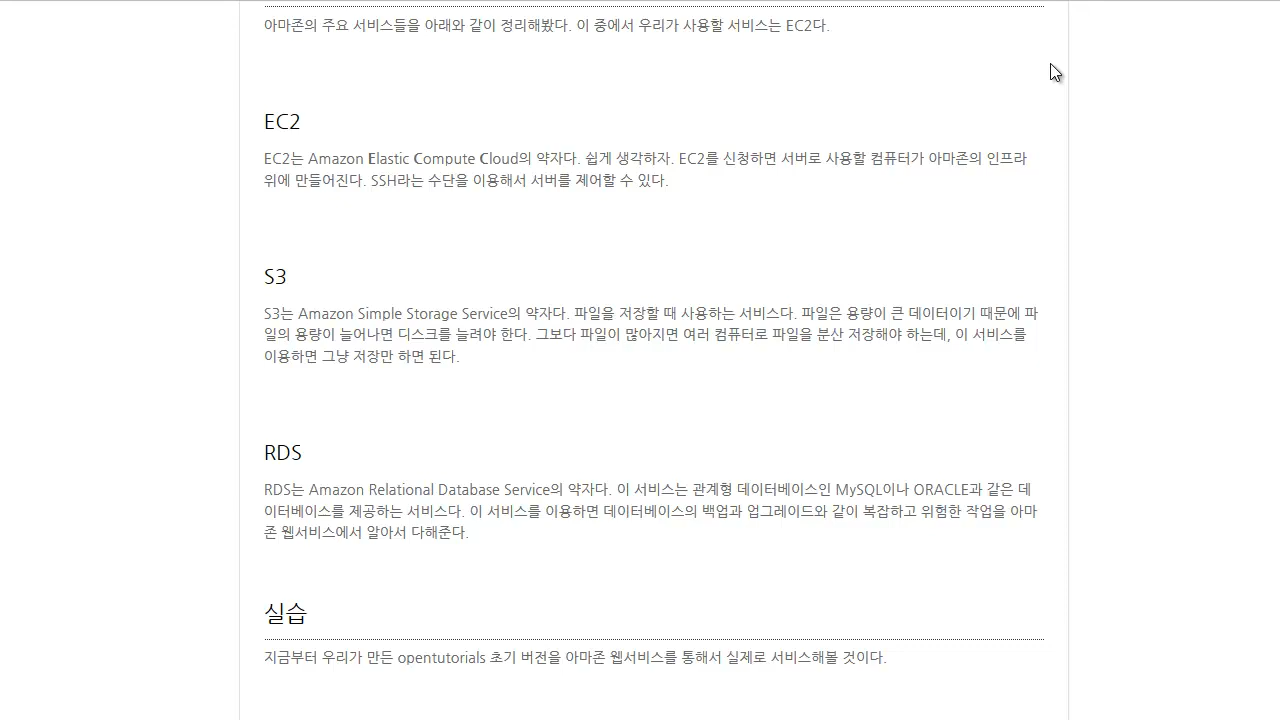 아마존의 주요 서비스들을 아래와 같이 정리해봤다. 이 중에서 우리가 사용할 서비스는 EC2다.
EC2
EC2는 Amazon Elastic Compute Cloud의 약자다. 쉽게 생각하자. EC2를 신청하면 서버로 사용할 컴퓨터가 아마존의 인프라
위에 만들어진다. SSH라는 수단을 이용해서 서버를 제어할 수 있다.
S3
S3는 Amazon Simple Storage Service의 약자다. 파일을 저장할 때 사용하는 서비스다. 파일은 용량이 큰 데이터이기 때문에 파
일의 용량이 늘어나면 디스크를 늘려야 한다. 그보다 파일이 많아지면 여러 컴퓨터로 파일을 분산 저장해야 하는데, 이 서비스를
이용하면 그냥 저장만 하면 된다.
RDS
RDS는 Amazon Relational Database Service의 약자다. 이 서비스는 관계형 데이터베이스인 MySQL이나 ORACLE과 같은 데
이터베이스를 제공하는 서비스다. 이 서비스를 이용하면 데이터베이스의 백업과 업그레이드와 같이 복잡하고 위험한 작업을 아마
존 웹서비스에서 알아서 다해준다.
실습
지금부터 우리가 만든 opentutorials 초기 버전을 아마존 웹서비스를 통해서 실제로 서비스해볼 것이다.